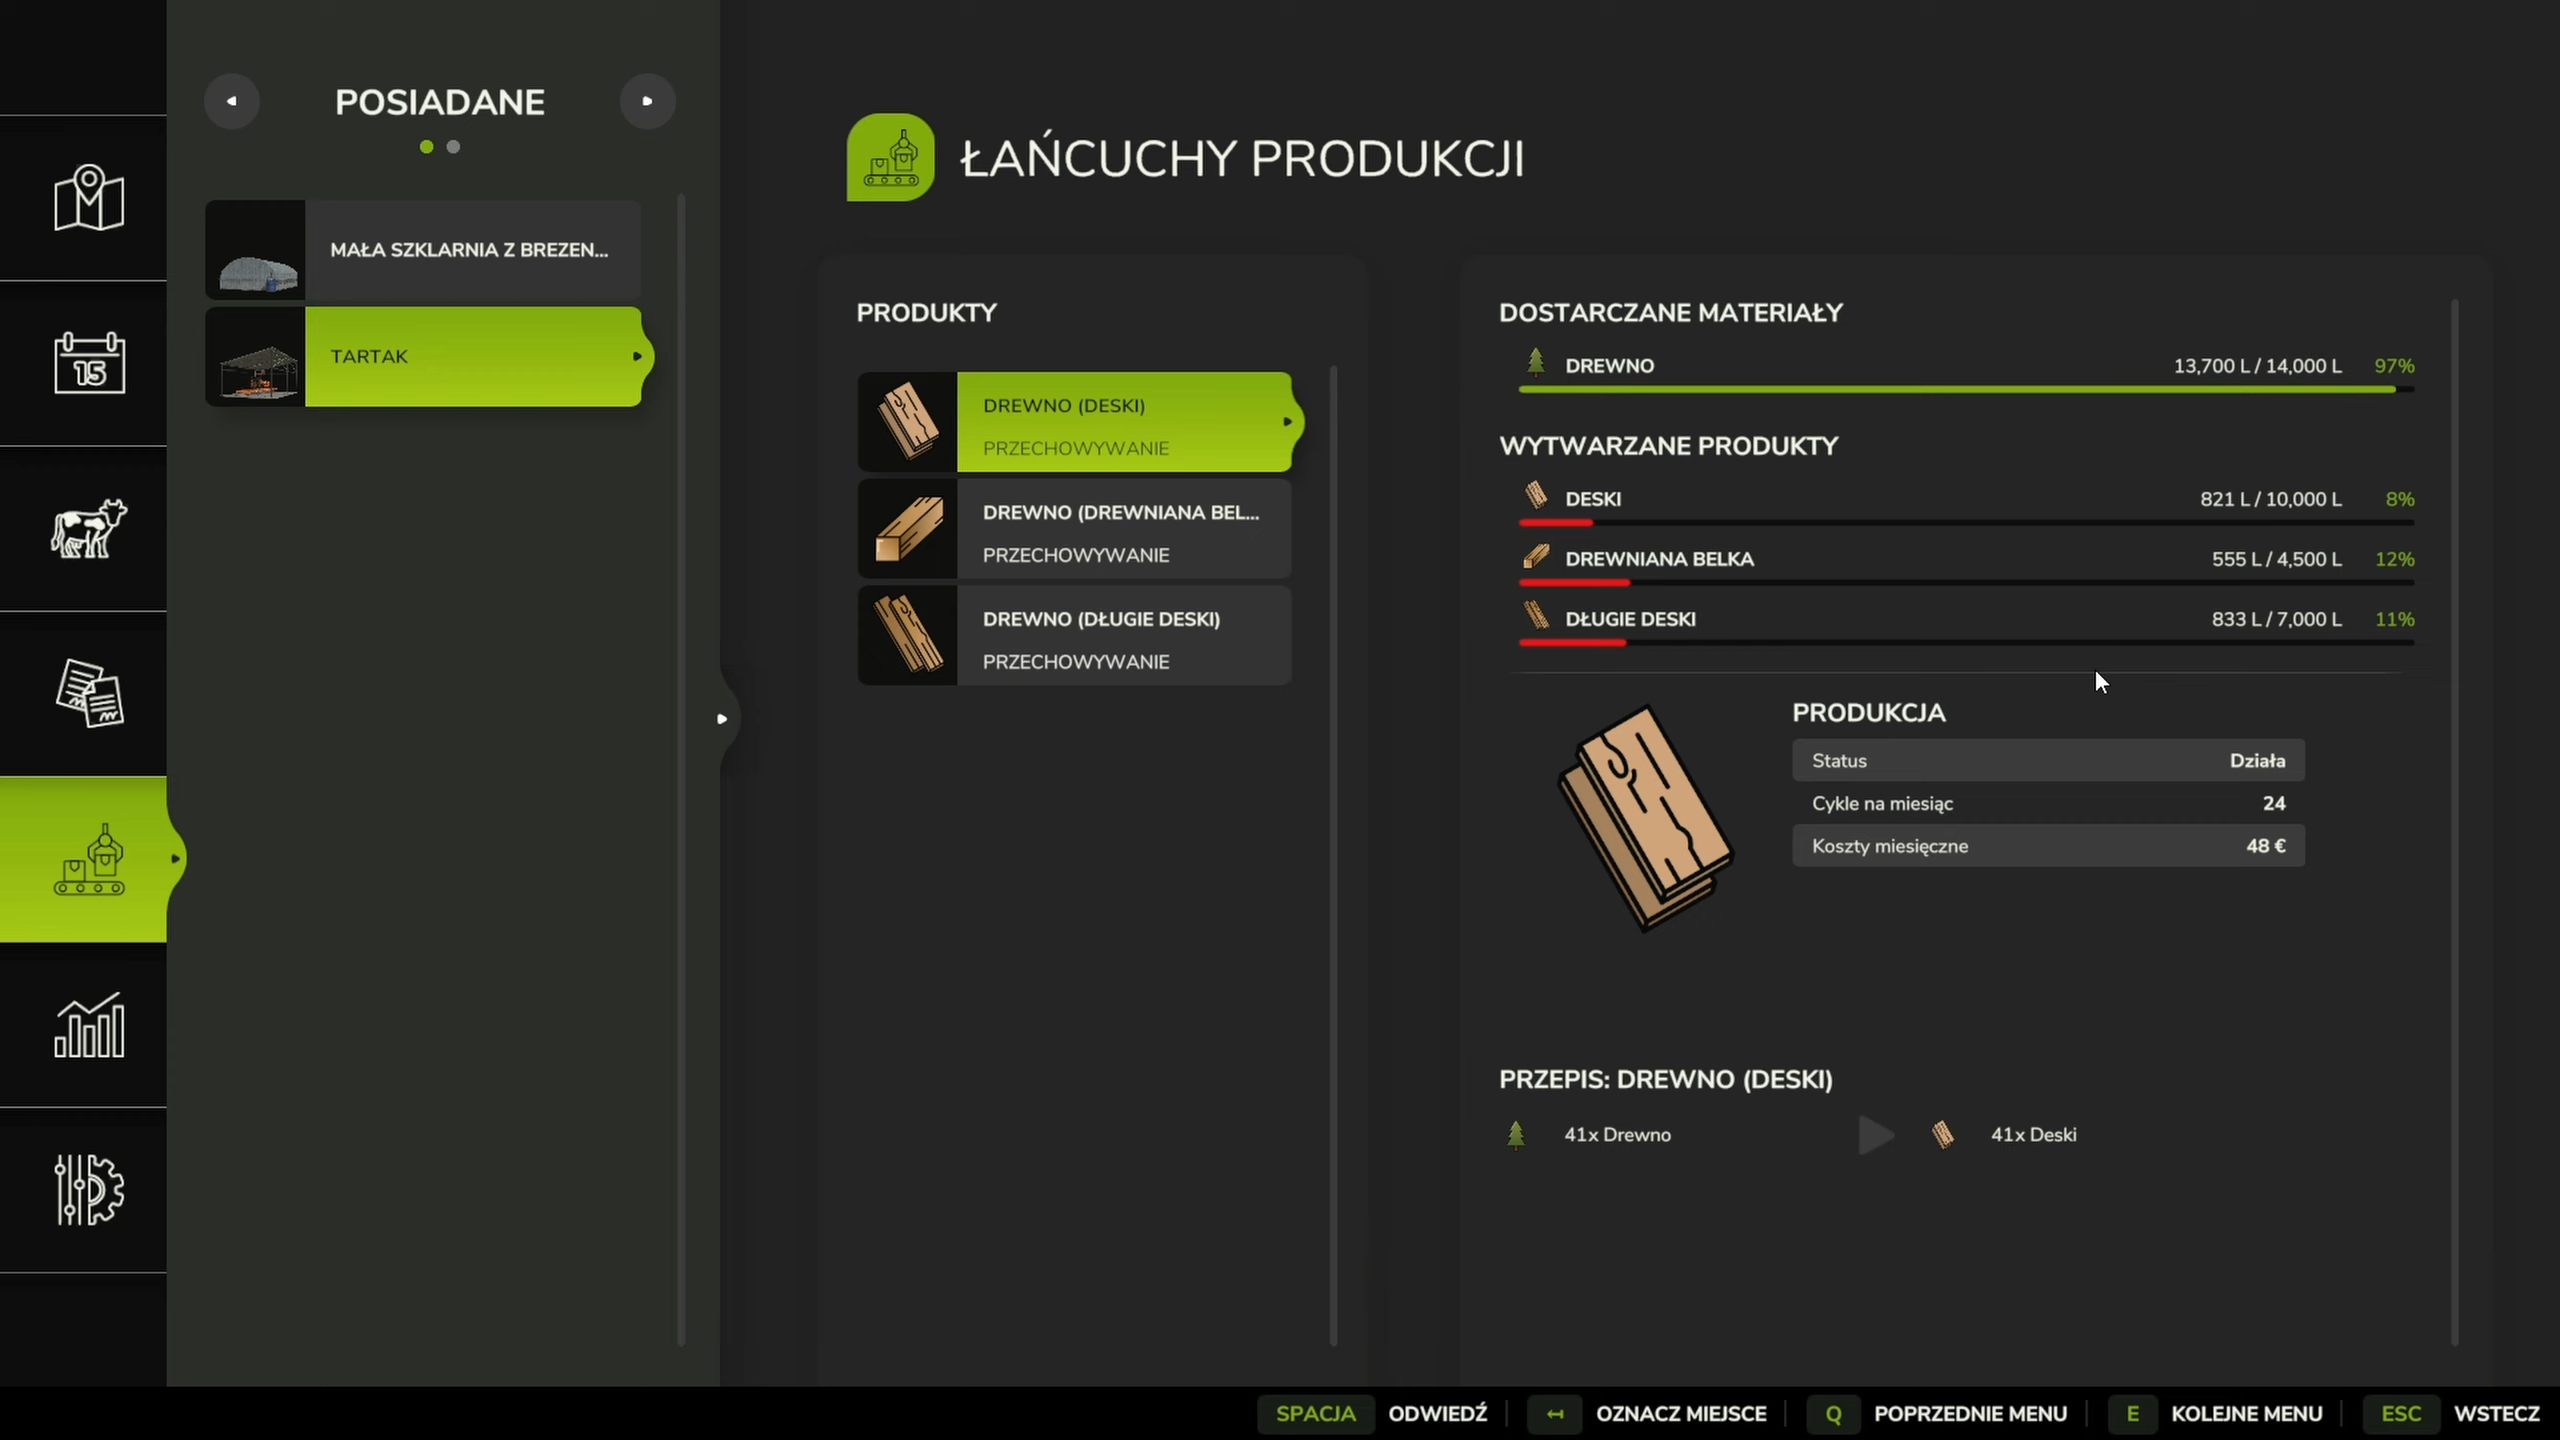 POSIADANE
15
MAŁA SZKLARNIA Z BREZEN...
TARTAK
ŁAŃCUCHY PRODUKCJI
PRODUKTY
DREWNO (DESKI)
PRZECHOWYWANIE
DREWNO (DREWNIANA BEL...
PRZECHOWYWANIE
DREWNO (DŁUGIE DESKI)
PRZECHOWYWANIE
DOSTARCZANE MATERIAŁY
DREWNO 13,700 L / 14,000 L 97%
WYTWARZANE PRODUKTY
DESKI 821 L / 10,000 L 8%
DREWNIANA BELKA 555 L / 4,500 L 12%
DŁUGIE DESKI 833 L / 7,000 L 11%
PRODUKCJA
Status Działa
Cykle na miesiąc 24
Koszty miesięczne 48 €
PRZEPIS: DREWNO (DESKI)
41x Drewno 41x Deski
SPACJA ODWIEDŹ OZNACZ MIEJSCE Q POPRZEDNIE MENU E KOLEJNE MENU ESC WSTECZ